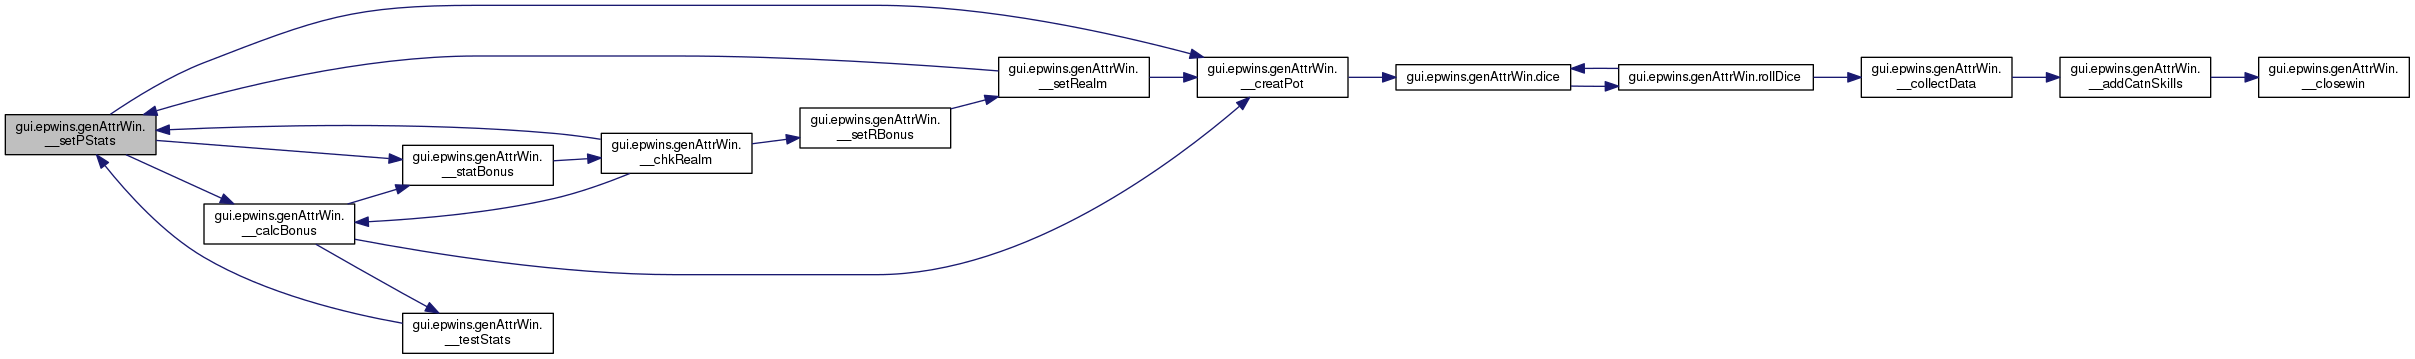 gui.epwins.genAttrWin.
__setPStats
gui.epwins.genAttrWin.
__calcBonus
gui.epwins.genAttrWin.
__statBonus
gui.epwins.genAttrWin.
__testStats
gui.epwins.genAttrWin.
__chkRealm
gui.epwins.genAttrWin.
__setRBonus
gui.epwins.genAttrWin.
__setRealm
gui.epwins.genAttrWin.
__creatPot
gui.epwins.genAttrWin.dice
gui.epwins.genAttrWin.rollDice
gui.epwins.genAttrWin.
__collectData
gui.epwins.genAttrWin.
__addCatnSkills
gui.epwins.genAttrWin.
__closewin